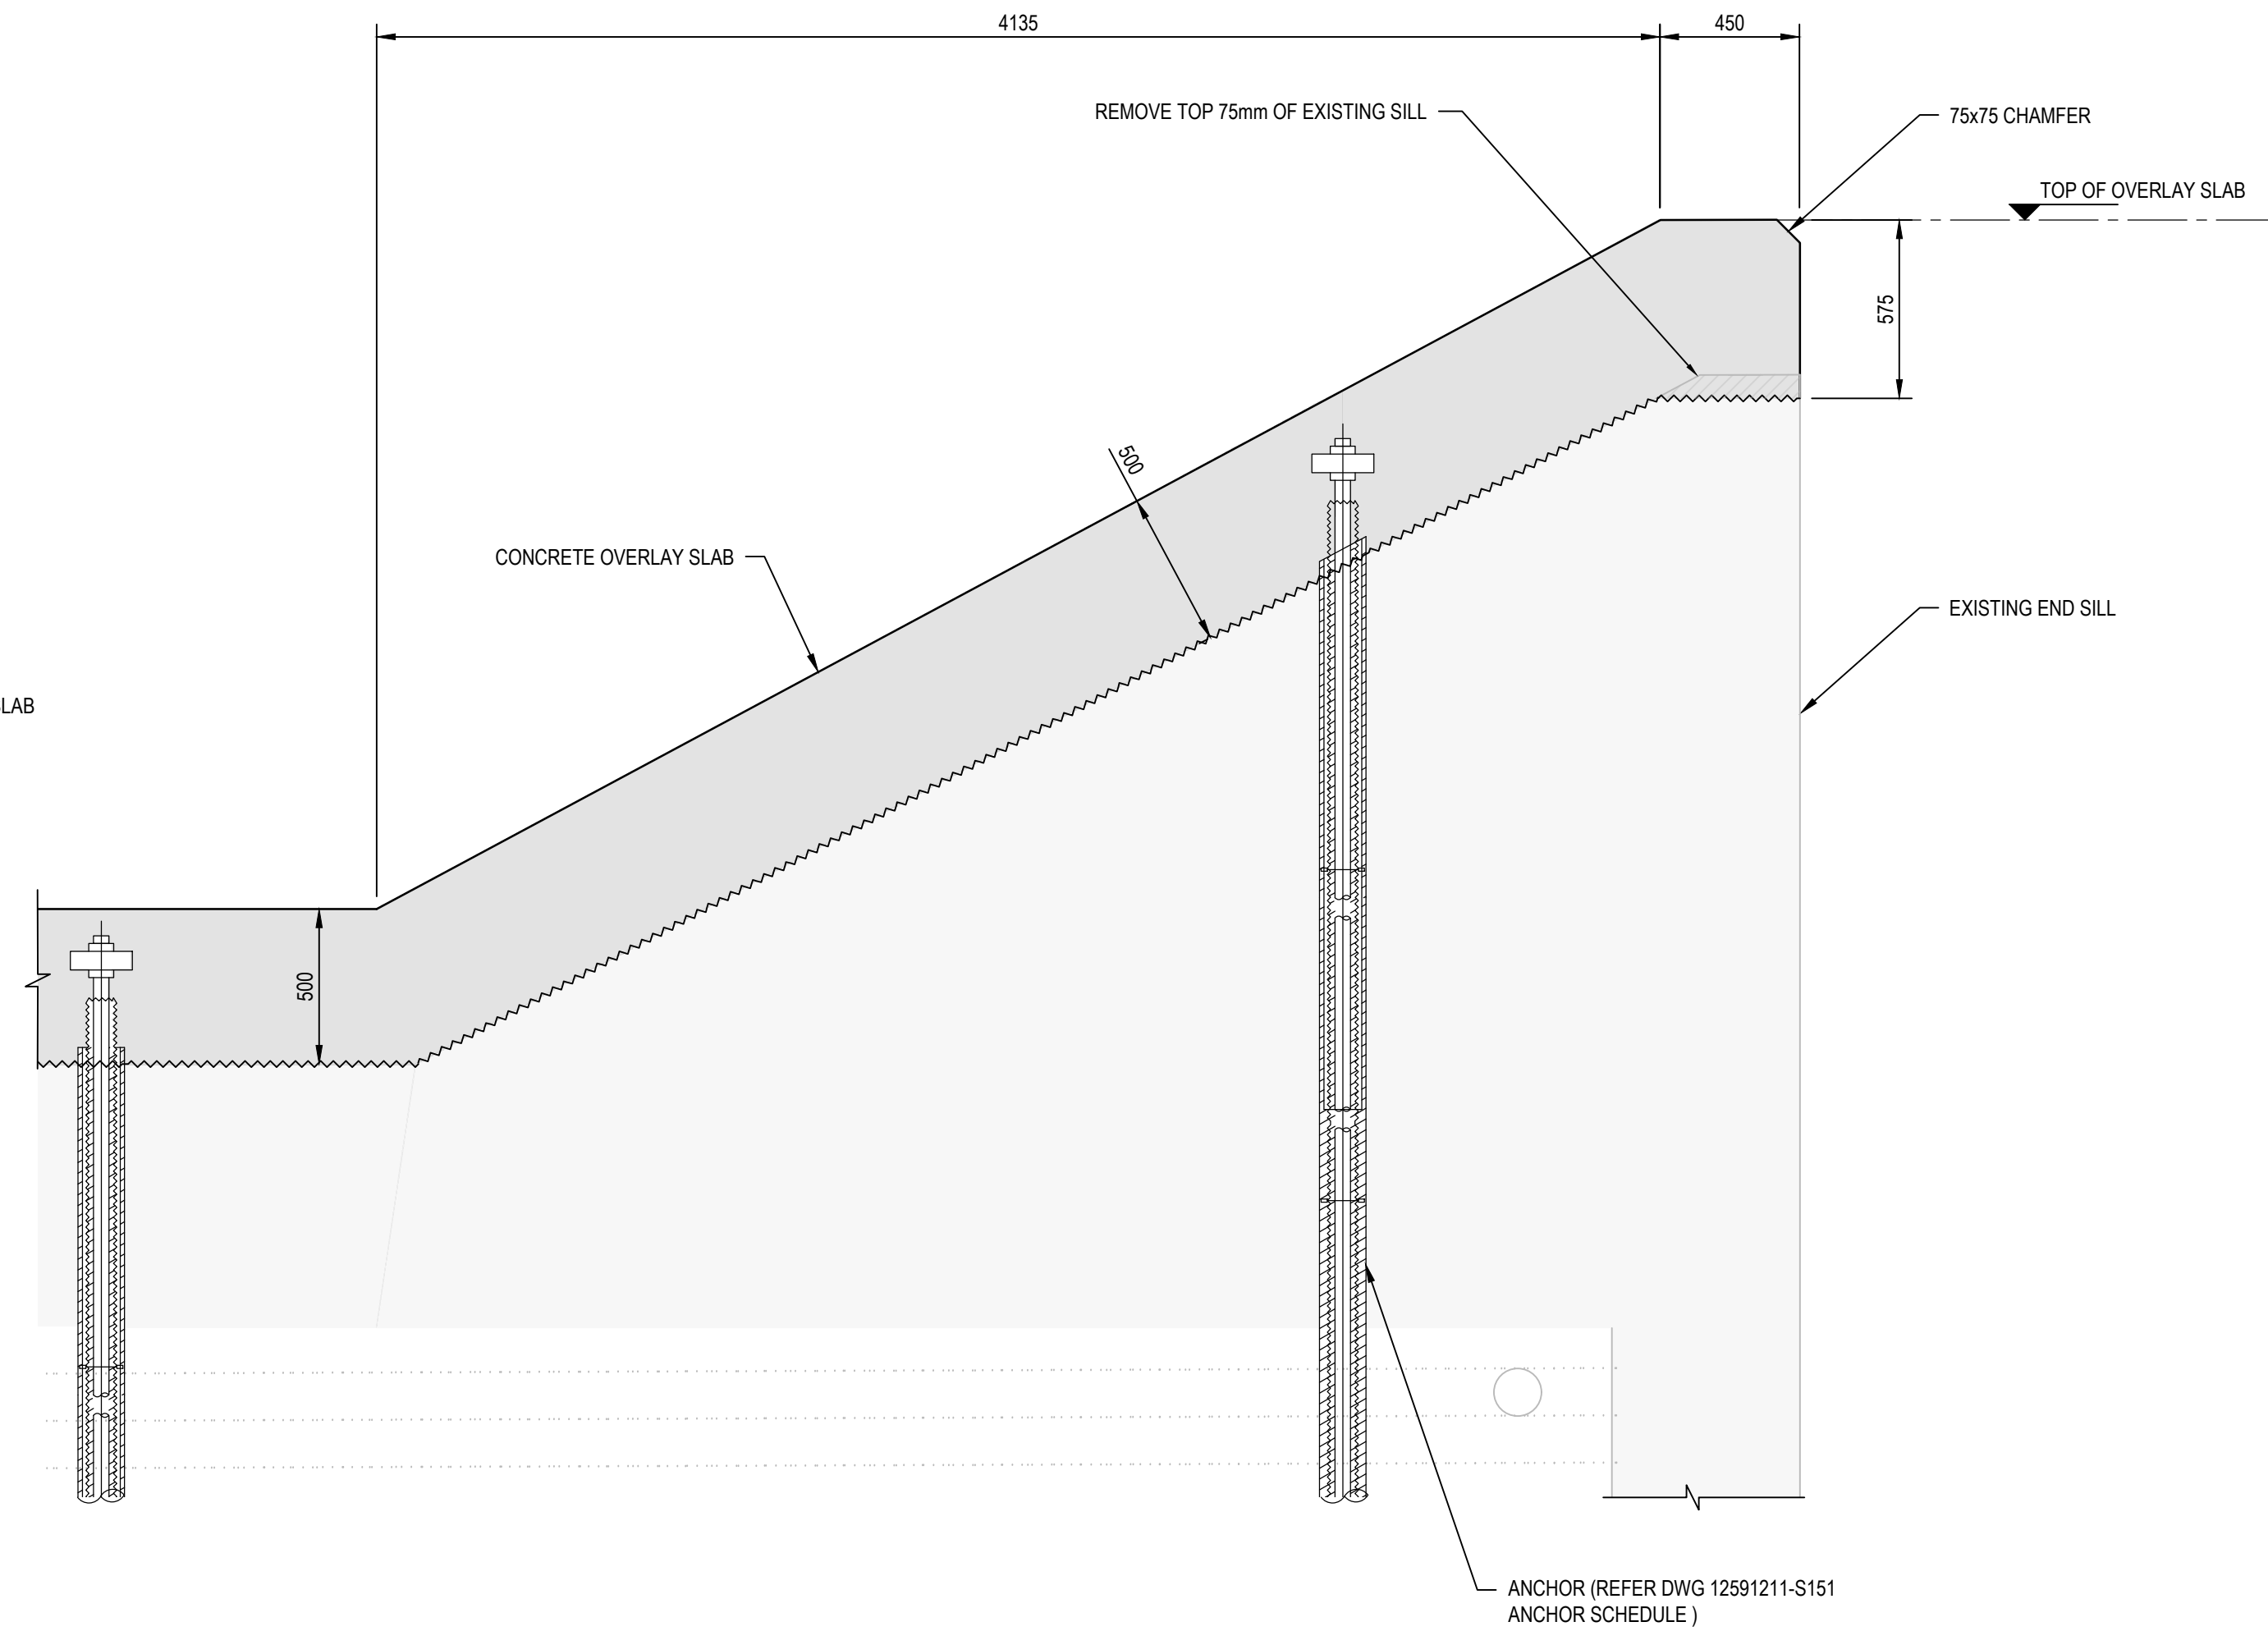 4135
450
REMOVE TOP 75mm OF EXISTING SILL
75x75 CHAMFER
TOP OF OVERLAY SLAB
575
500
CONCRETE OVERLAY SLAB
EXISTING END SILL
SLAB
500
ANCHOR (REFER DWG 12591211-S151
ANCHOR SCHEDULE )